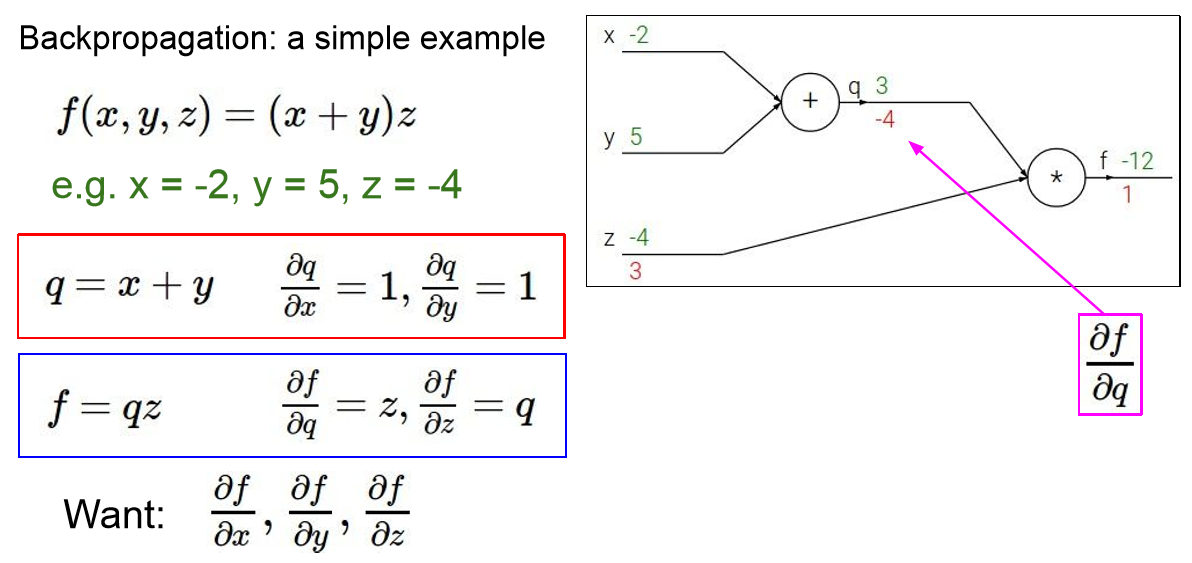 Backpropagation: a simple example
f(x, y, z) = (x + y)z
e.g. x = -2, y = 5, z = -4
q = x + y   ∂q/∂x = 1, ∂q/∂y = 1
f = qz   ∂f/∂q = z, ∂f/∂z = q
Want: ∂f/∂x, ∂f/∂y, ∂f/∂z
x -2
y 5
z -4
3
+
q 3
-4
*
f -12
1
∂f/∂q